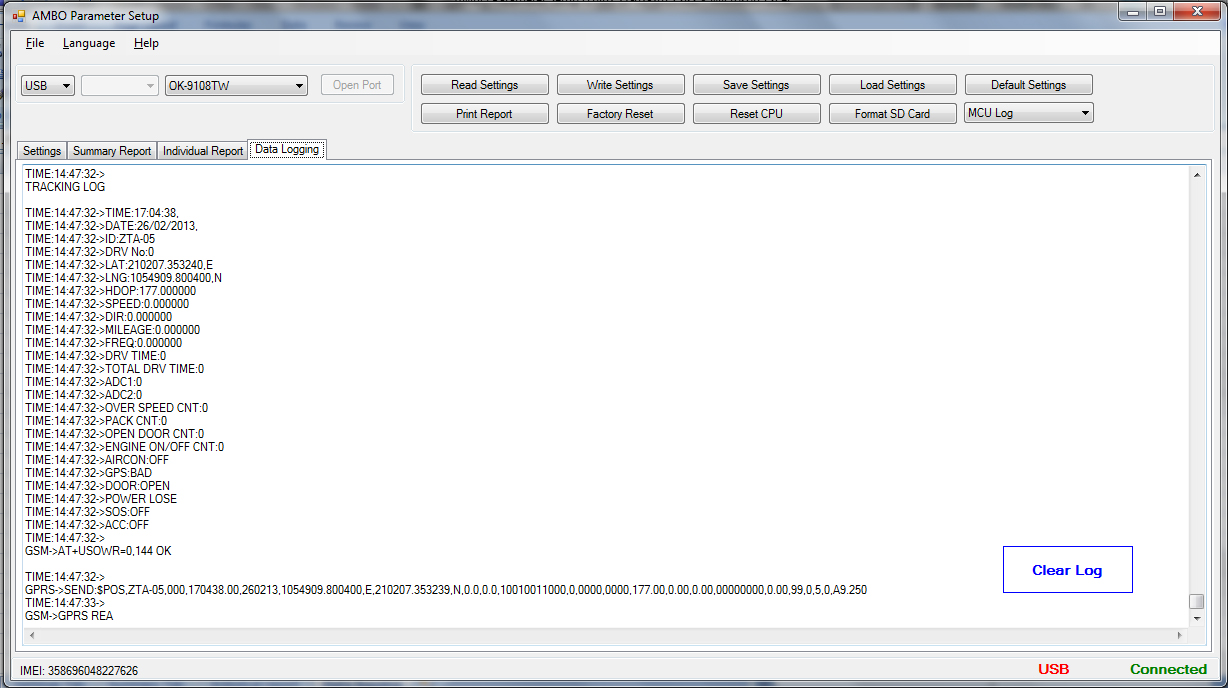 AMBO Parameter Setup
File Language Help
USB OK-9108TW Open Port Read Settings Write Settings Save Settings Load Settings Default Settings
Print Report Factory Reset Reset CPU Format SD Card MCU Log
Settings Summary Report Individual Report Data Logging
TIME:14:47:32->
TRACKING LOG
TIME:14:47:32->TIME:17:04:38,
TIME:14:47:32->DATE:26/02/2013,
TIME:14:47:32->ID:ZTA-05
TIME:14:47:32->DRV No:0
TIME:14:47:32->LAT:210207.353240,E
TIME:14:47:32->LNG:1054909.800400,N
TIME:14:47:32->HDOP:177.000000
TIME:14:47:32->SPEED:0.000000
TIME:14:47:32->DIR:0.000000
TIME:14:47:32->MILEAGE:0.000000
TIME:14:47:32->FREQ:0.000000
TIME:14:47:32->DRV TIME:0
TIME:14:47:32->TOTAL DRV TIME:0
TIME:14:47:32->ADC1:0
TIME:14:47:32->ADC2:0
TIME:14:47:32->OVER SPEED CNT:0
TIME:14:47:32->PACK CNT:0
TIME:14:47:32->OPEN DOOR CNT:0
TIME:14:47:32->ENGINE ON/OFF CNT:0
TIME:14:47:32->AIRCON:OFF
TIME:14:47:32->GPS:BAD
TIME:14:47:32->DOOR:OPEN
TIME:14:47:32->POWER LOSE
TIME:14:47:32->SOS:OFF
TIME:14:47:32->ACC:OFF
TIME:14:47:32->
GSM->AT+USOWR=0,144 OK
TIME:14:47:32->
GPRS->SEND:$POS,ZTA-05,000,170438.00,260213,1054909.800400,E,210207.353239,N,0.0,0.0,10010011000,0,0000,0000,177.00,0.00,0.00,00000000,0.00,99,0,5,0,A9.250
TIME:14:47:33->
GSM->GPRS REA
Clear Log
IMEI: 358696048227626 USB Connected